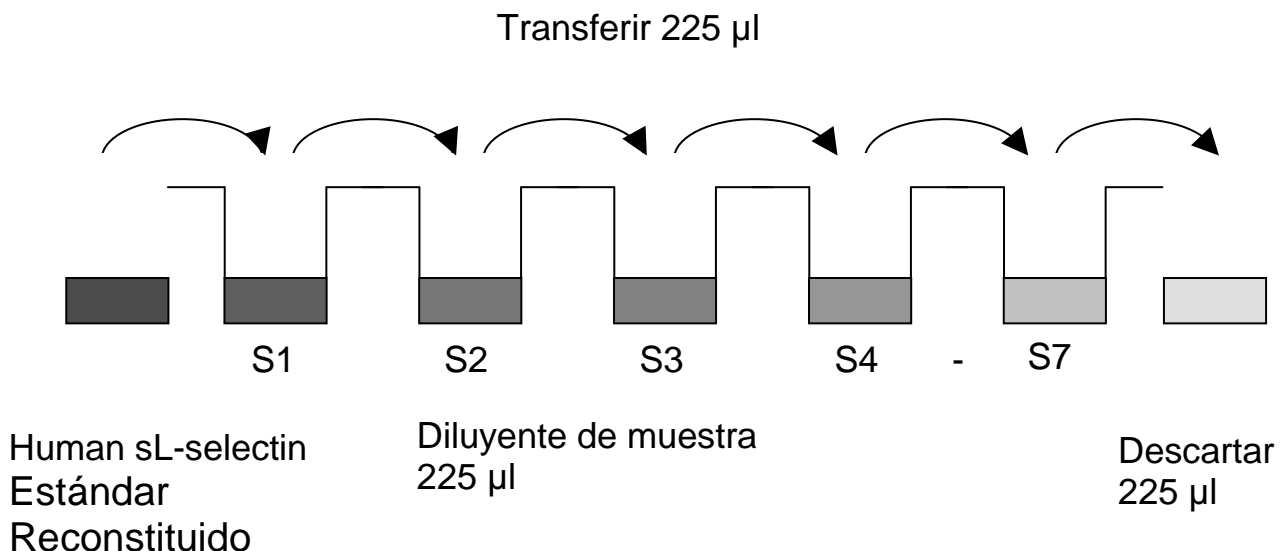 Transferir 225 µl
S1 S2 S3 S4 - S7
Human sL-selectin
Estándar
Reconstituido
Diluyente de muestra
225 µl
Descartar
225 µl